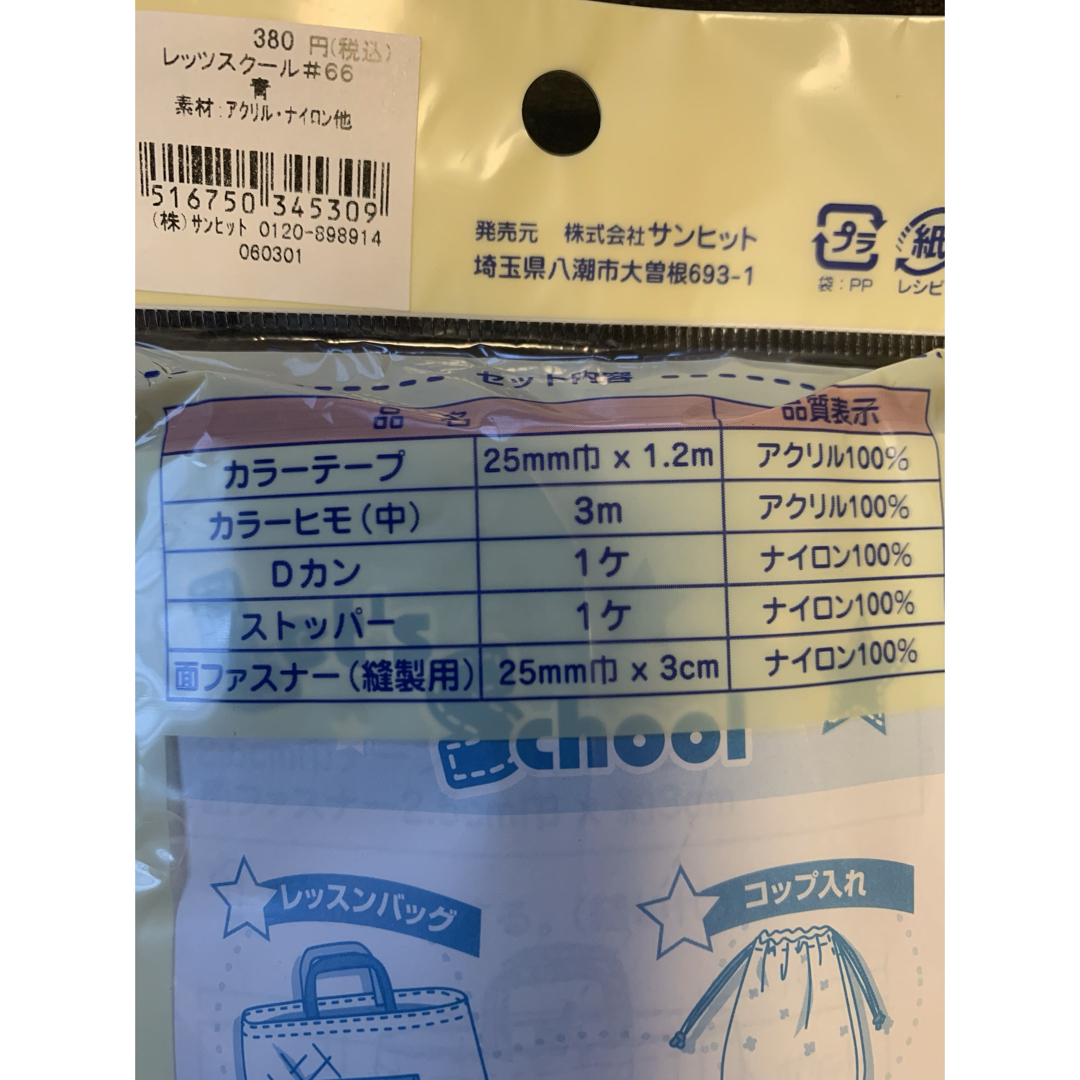 380 円(税込)
レッツスクール#66
青
素材:アクリル・ナイロン他
516750 345309
(株)サンヒット 0120-898914
060301
発売元 株式会社サンヒット
埼玉県八潮市大曽根693-1
プラ
紙
袋:PP
レシピ
セット内容
品 名 品質表示
カラーテープ 25mm巾 x 1.2m アクリル100%
カラーヒモ(中) 3m アクリル100%
Dカン 1ケ ナイロン100%
ストッパー 1ケ ナイロン100%
面ファスナー(縫製用) 25mm巾 x 3cm ナイロン100%
Let's
School
レッスンバッグ
コップ入れ